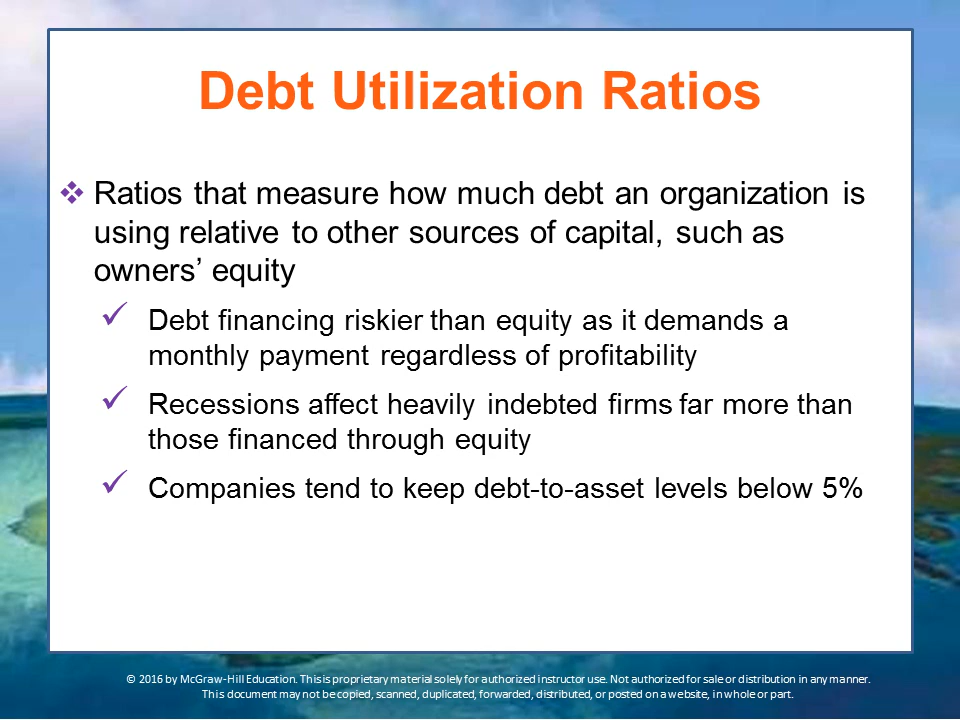 Debt Utilization Ratios
Ratios that measure how much debt an organization is
using relative to other sources of capital, such as
owners’ equity
Debt financing riskier than equity as it demands a
monthly payment regardless of profitability
Recessions affect heavily indebted firms far more than
those financed through equity
Companies tend to keep debt-to-asset levels below 5%
© 2016 by McGraw-Hill Education. This is proprietary material solely for authorized instructor use. Not authorized for sale or distribution in any manner.
This document may not be copied, scanned, duplicated, forwarded, distributed, or posted on a website, in whole or part.